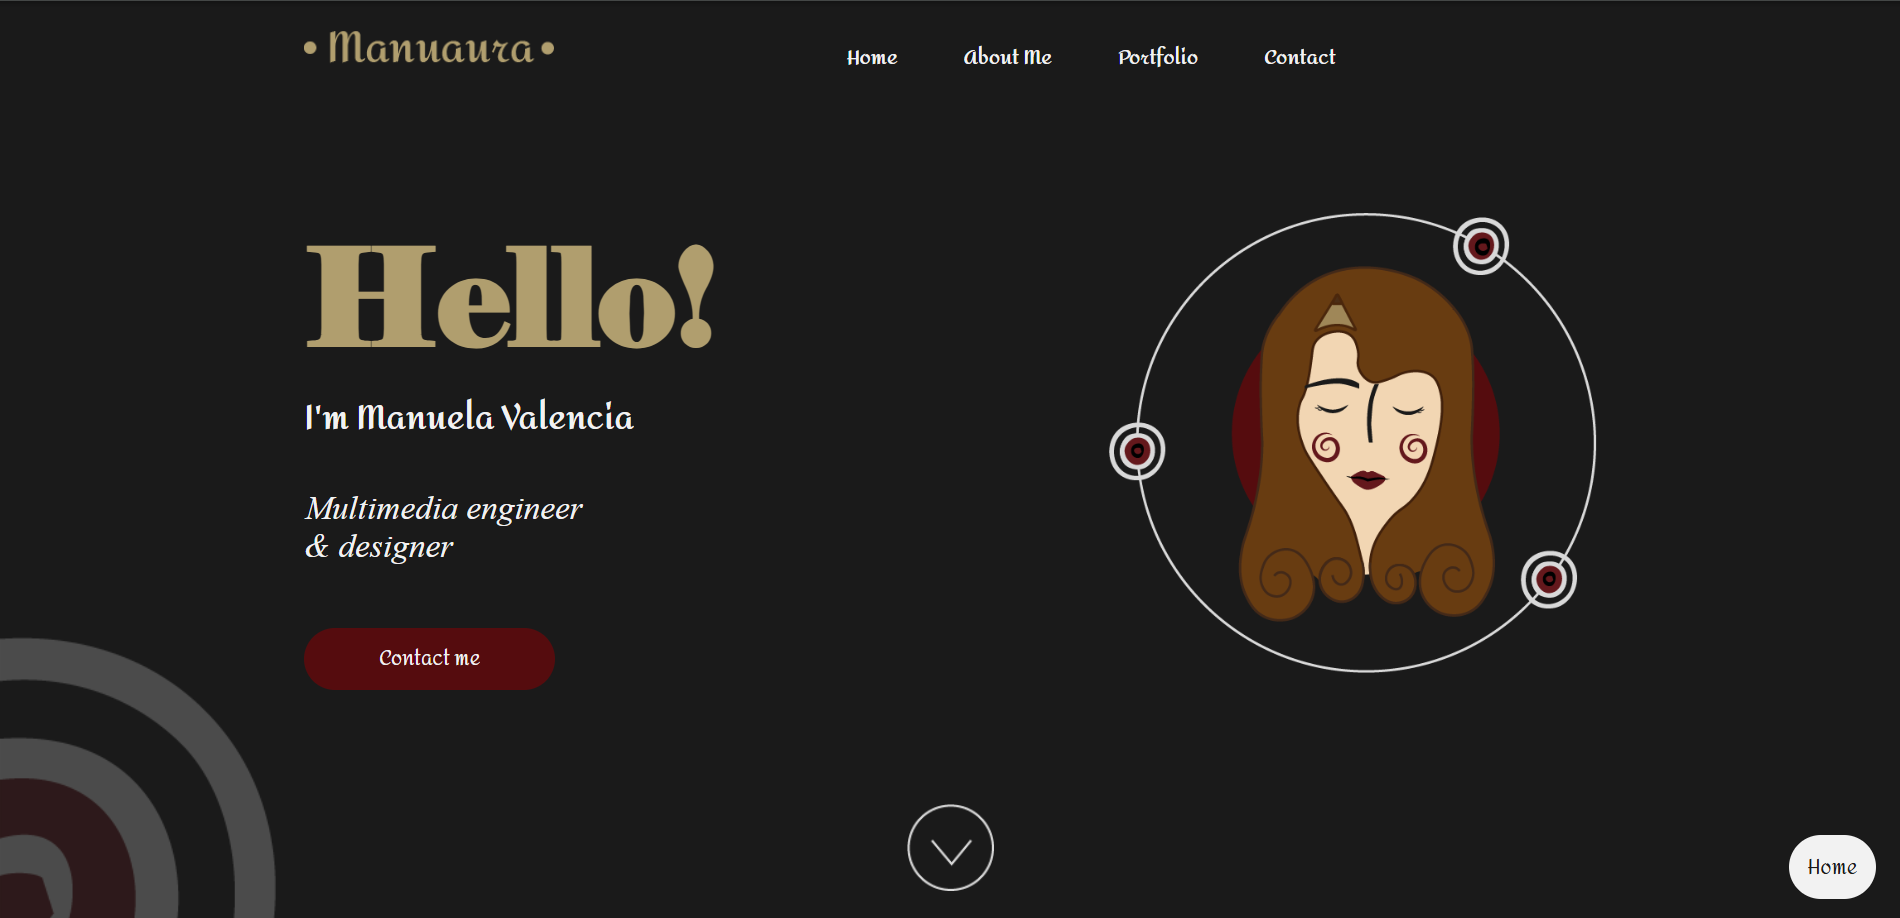 • Manuaura •
Home About Me Portfolio Contact
Hello!
I'm Manuela Valencia
Multimedia engineer
& designer
Contact me
Home